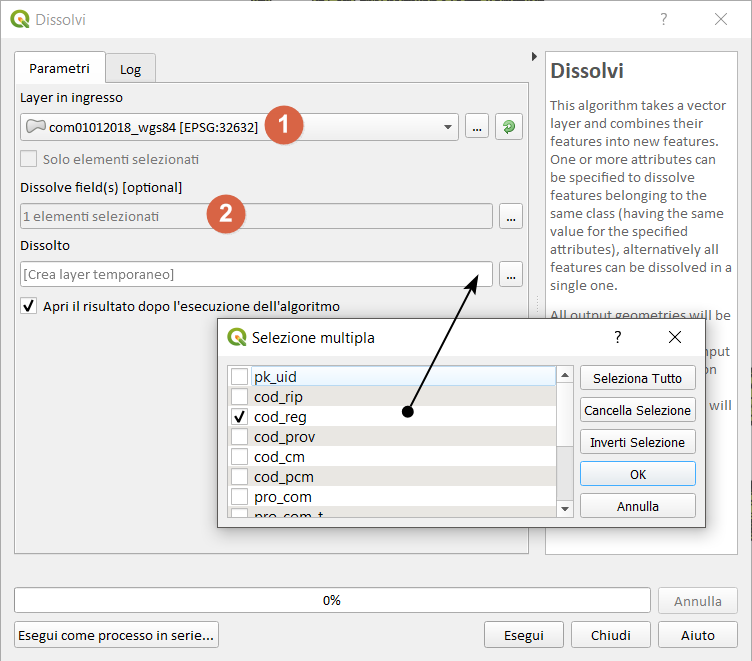 Dissolvi
Parametri
Log
Layer in ingresso
com01012018_wgs84 [EPSG:32632]
1
...
Solo elementi selezionati
Dissolve field(s) [optional]
1 elementi selezionati
2
...
Dissolto
[Crea layer temporaneo]
...
Apri il risultato dopo l'esecuzione dell'algoritmo
Dissolvi
This algorithm takes a vector
layer and combines their
features into new features.
One or more attributes can
be specified to dissolve
features belonging to the
same class (having the same
value for the specified
attributes), alternatively all
features can be dissolved in a
single one.
All output geometries will be
nput
on
will
Selezione multipla
pk_uid
cod_rip
cod_reg
cod_prov
cod_cm
cod_pcm
pro_com
pro_com_t
Seleziona Tutto
Cancella Selezione
Inverti Selezione
OK
Annulla
0%
Annulla
Esegui come processo in serie...
Esegui
Chiudi
Aiuto